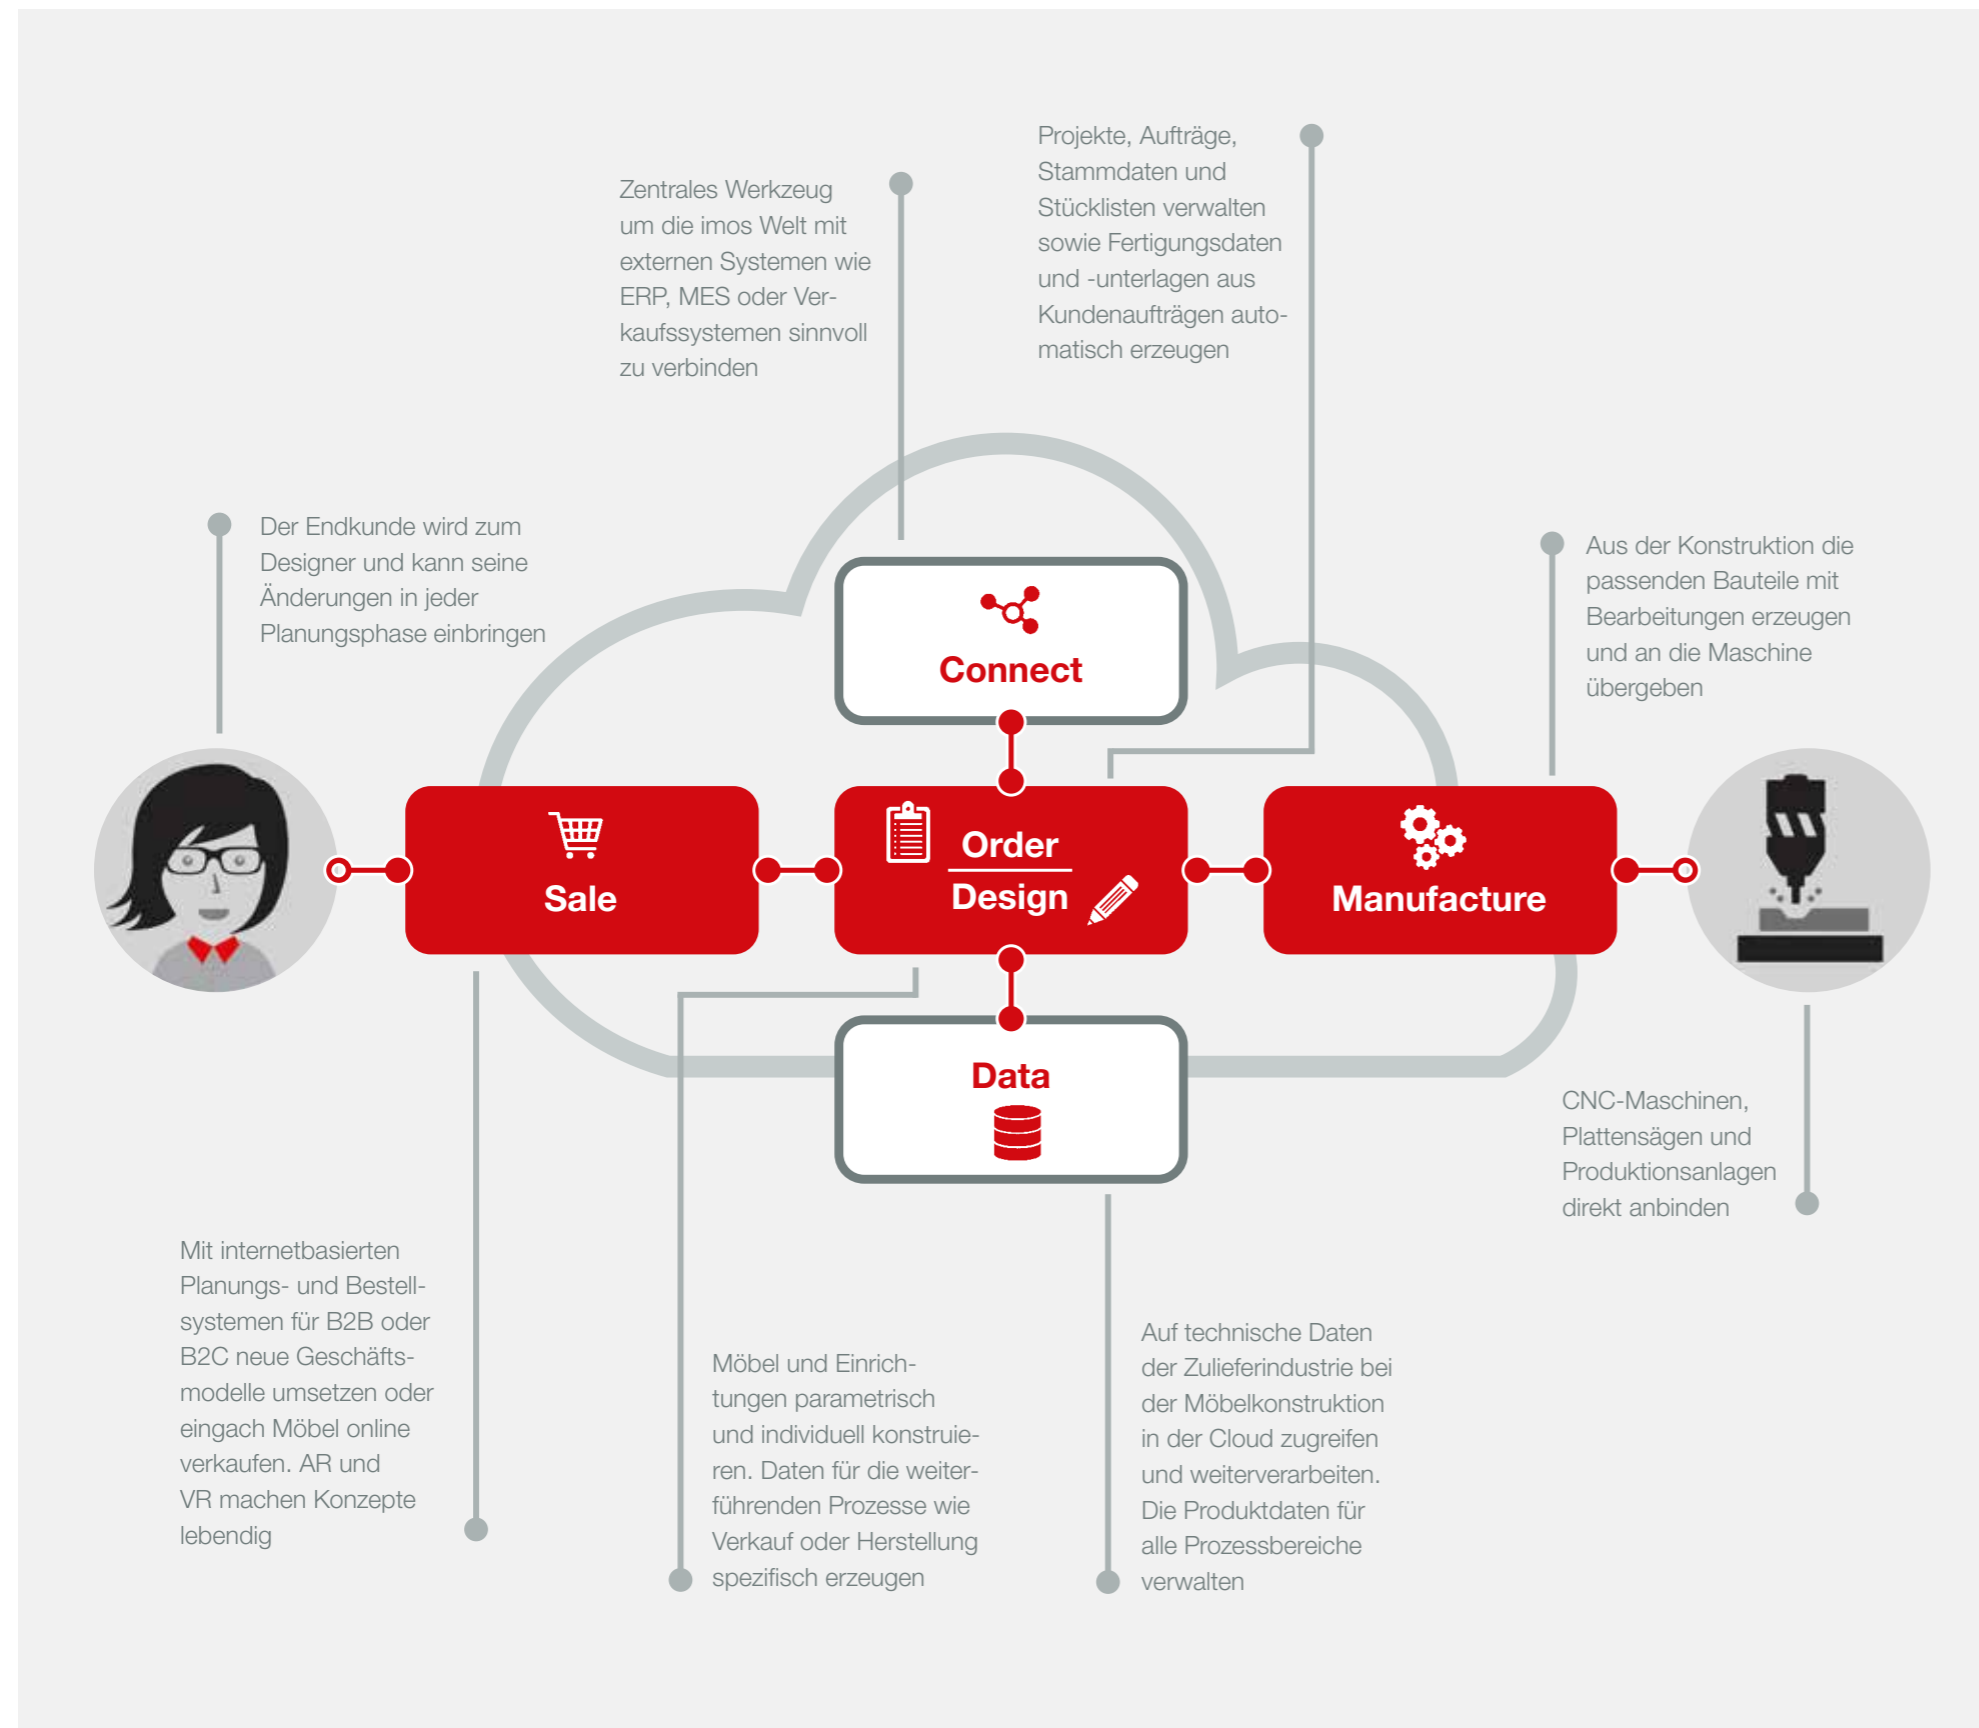 Projekte, Aufträge,
Stammdaten und
Stücklisten verwalten
sowie Fertigungsdaten
und -unterlagen aus
Kundenaufträgen auto-
matisch erzeugen
Zentrales Werkzeug
um die imos Welt mit
externen Systemen wie
ERP, MES oder Ver-
kaufssystemen sinnvoll
zu verbinden
Der Endkunde wird zum
Designer und kann seine
Änderungen in jeder
Planungsphase einbringen
Aus der Konstruktion die
passenden Bauteile mit
Bearbeitungen erzeugen
und an die Maschine
übergeben
Connect
Sale
Order
Design
Manufacture
Data
CNC-Maschinen,
Plattensägen und
Produktionsanlagen
direkt anbinden
Mit internetbasierten
Planungs- und Bestell-
systemen für B2B oder
B2C neue Geschäfts-
modelle umsetzen oder
eingach Möbel online
verkaufen. AR und
VR machen Konzepte
lebendig
Möbel und Einrich-
tungen parametrisch
und individuell konstruie-
ren. Daten für die weiter-
führenden Prozesse wie
Verkauf oder Herstellung
spezifisch erzeugen
Auf technische Daten
der Zulieferindustrie bei
der Möbelkonstruktion
in der Cloud zugreifen
und weiterverarbeiten.
Die Produktdaten für
alle Prozessbereiche
verwalten